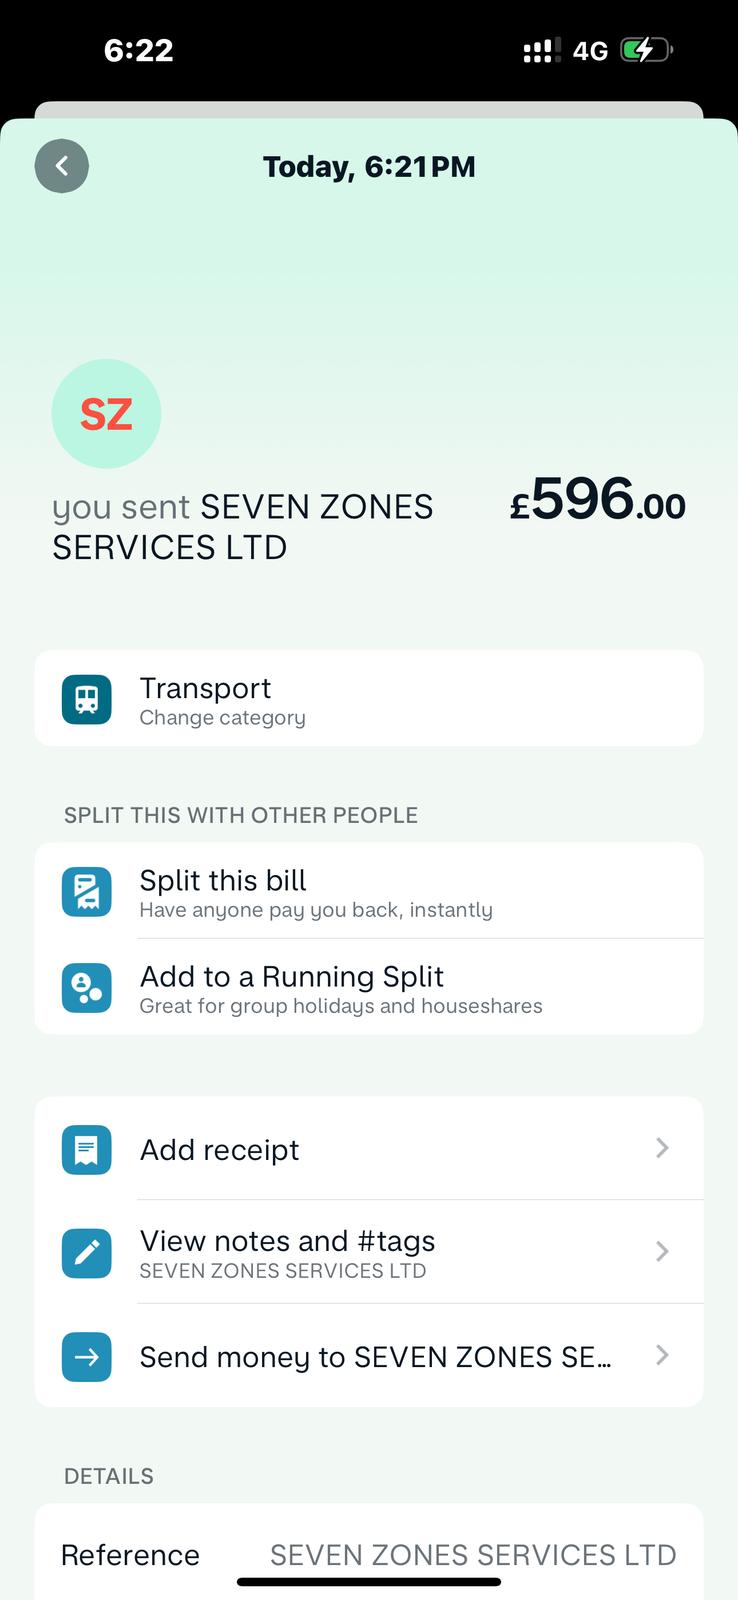 6:22
4G
Today, 6:21 PM
SZ
you sent SEVEN ZONES
SERVICES LTD
£596.00
Transport
Change category
SPLIT THIS WITH OTHER PEOPLE
Split this bill
Have anyone pay you back, instantly
Add to a Running Split
Great for group holidays and houseshares
Add receipt
View notes and #tags
SEVEN ZONES SERVICES LTD
Send money to SEVEN ZONES SE...
DETAILS
Reference SEVEN ZONES SERVICES LTD